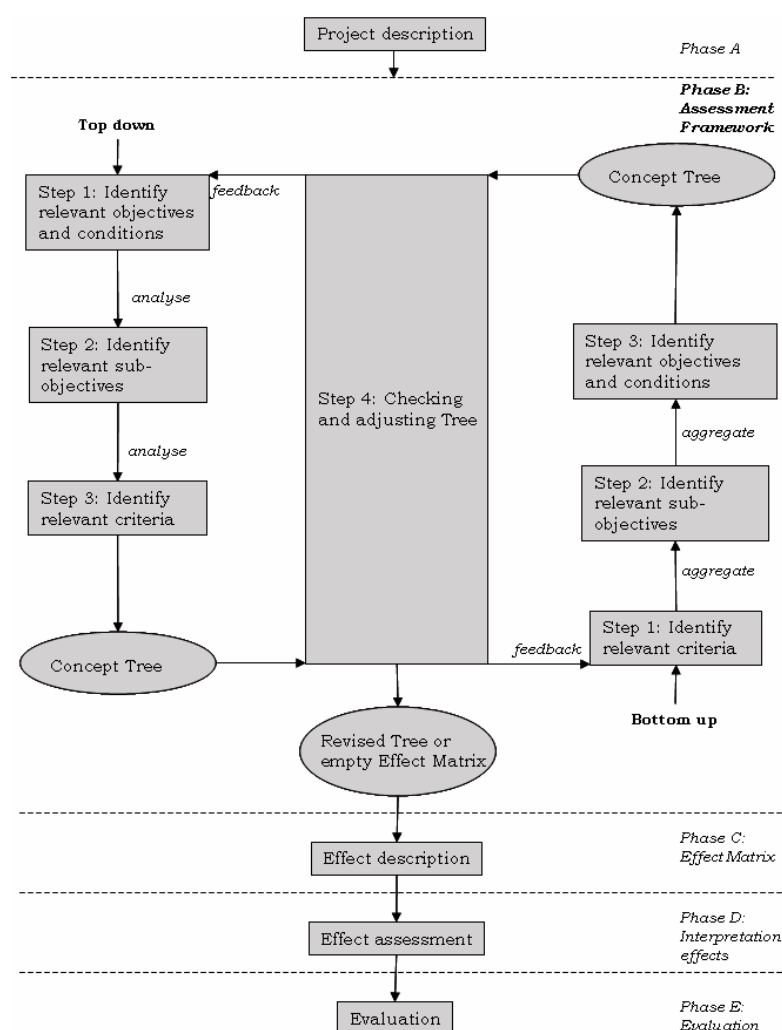 Project description
Phase A
Phase B:
Assessment
Framework
Top down
Step 1: Identify
relevant objectives
and conditions
feedback
Concept Tree
analyse
Step 2: Identify
relevant sub-
objectives
analyse
Step 3: Identify
relevant criteria
Concept Tree
Step 4: Checking
and adjusting Tree
Step 3: Identify
relevant objectives
and conditions
aggregate
Step 2: Identify
relevant sub-
objectives
aggregate
Step 1: Identify
relevant criteria
feedback
Bottom up
Revised Tree or
empty Effect Matrix
Phase C:
Effect Matrix
Effect description
Phase D:
Interpretation
effects
Effect assessment
Phase E:
Evaluation
Evaluation